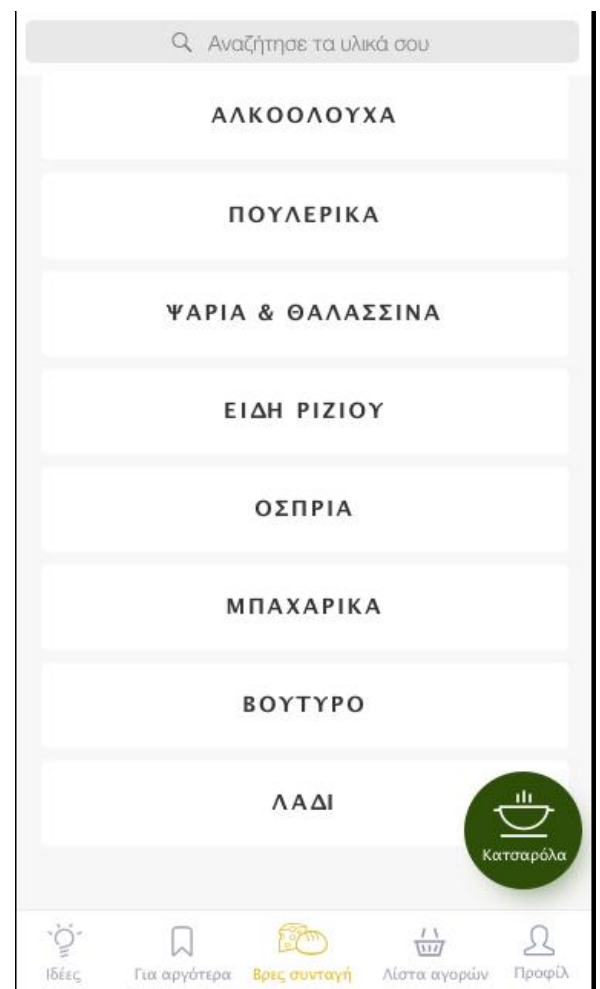 Αναζήτησε τα υλικά σου
ΑΛΚΟΟΛΟΥΧΑ
ΠΟΥΛΕΡΙΚΑ
ΨΑΡΙΑ & ΘΑΛΑΣΣΙΝΑ
ΕΙΔΗ ΡΙΖΙΟΥ
ΟΣΠΡΙΑ
ΜΠΑΧΑΡΙΚΑ
ΒΟΥΤΥΡΟ
ΛΑΔΙ
Κατσαρόλα
Ιδέες Για αργότερα Βρες συνταγή Λίστα αγορών Προφίλ